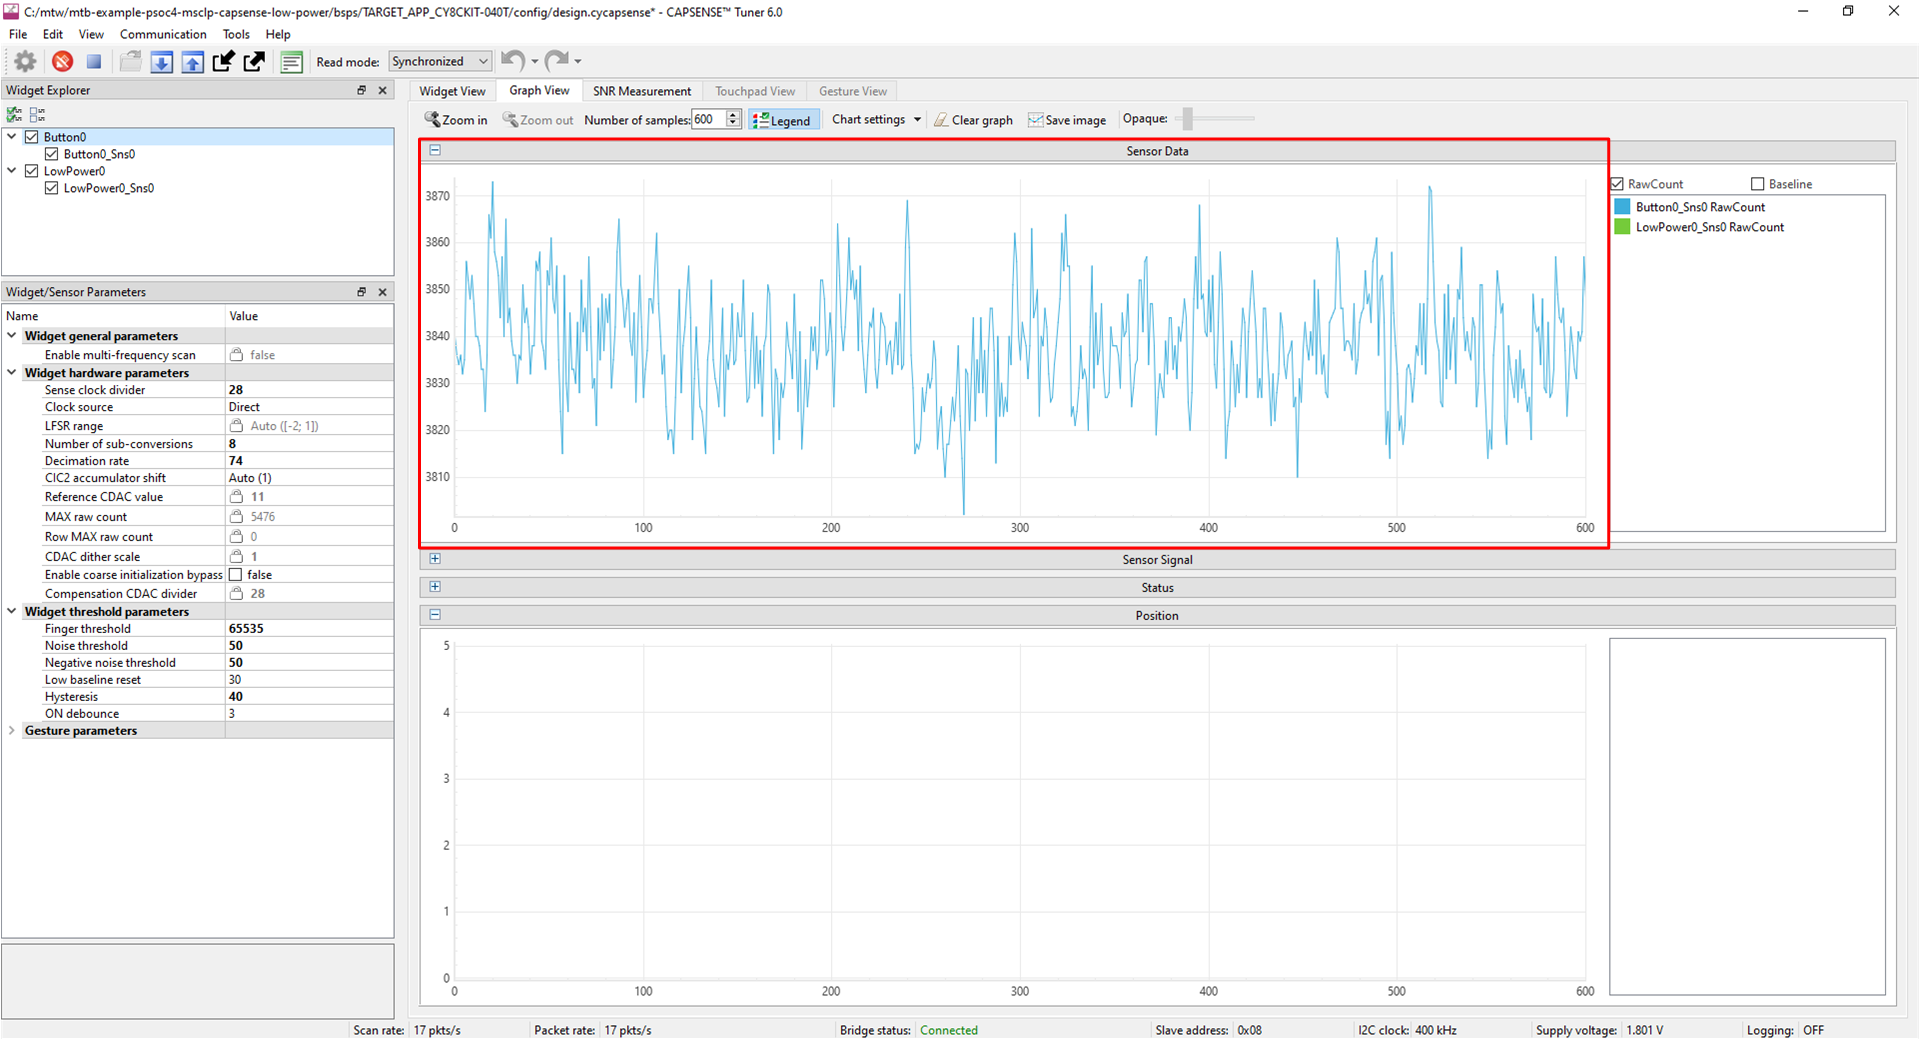 C:/mtw/mtb-example-psoc4-msclp-capsense-low-power/bsps/TARGET_APP_CY8CKIT-040T/config/design.cycapsense* - CAPSENSE™ Tuner 6.0
File Edit View Communication Tools Help
Read mode: Synchronized
Widget Explorer
Button0
Button0_Sns0
LowPower0
LowPower0_Sns0
Widget/Sensor Parameters
Name Value
Widget general parameters
Enable multi-frequency scan false
Widget hardware parameters
Sense clock divider 28
Clock source Direct
LFSR range Auto ([-2; 1])
Number of sub-conversions 8
Decimation rate 74
CIC2 accumulator shift Auto (1)
Reference CDAC value 11
MAX raw count 5476
Row MAX raw count 0
CDAC dither scale 1
Enable coarse initialization bypass false
Compensation CDAC divider 28
Widget threshold parameters
Finger threshold 65535
Noise threshold 50
Negative noise threshold 50
Low baseline reset 30
Hysteresis 40
ON debounce 3
Gesture parameters
Widget View Graph View SNR Measurement Touchpad View Gesture View
Zoom in Zoom out Number of samples: 600 Legend Chart settings Clear graph Save image Opaque:
Sensor Data
3870
3860
3850
3840
3830
3820
3810
0 100 200 300 400 500 600
RawCount Baseline
Button0_Sns0 RawCount
LowPower0_Sns0 RawCount
Sensor Signal
Status
Position
5
4
3
2
1
0
0 100 200 300 400 500 600
Scan rate: 17 pkts/s Packet rate: 17 pkts/s Bridge status: Connected Slave address: 0x08 I2C clock: 400 kHz Supply voltage: 1.801 V Logging: OFF